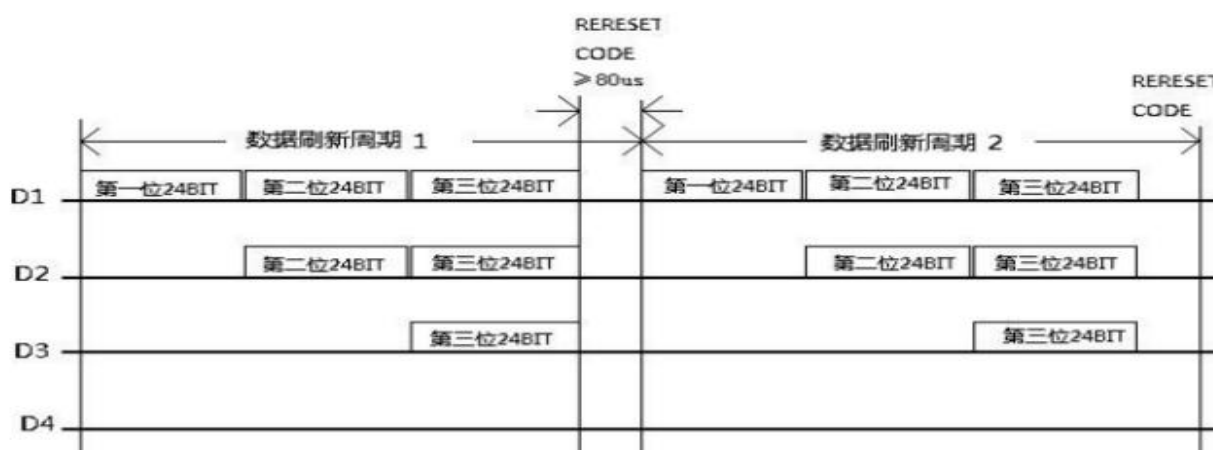 RERESET
CODE
≥80us
RERESET
CODE
数据刷新周期 1
数据刷新周期 2
D1
第一位24BIT
第二位24BIT
第三位24BIT
第一位24BIT
第二位24BIT
第三位24BIT
D2
第二位24BIT
第三位24BIT
第二位24BIT
第三位24BIT
D3
第三位24BIT
第三位24BIT
D4